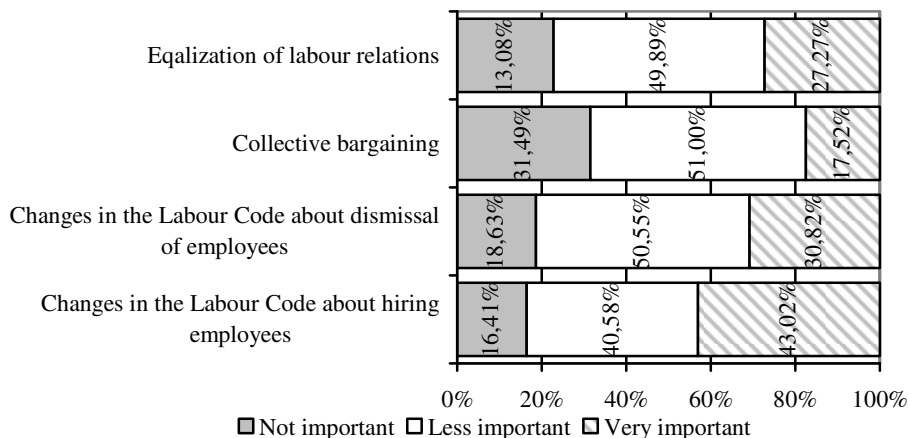 Eqalization of labour relations
13,08%
49,89%
27,27%
Collective bargaining
31,49%
51,00%
17,52%
Changes in the Labour Code about dismissal
of employees
18,63%
50,55%
30,82%
Changes in the Labour Code about hiring
employees
16,41%
40,58%
43,02%
0% 20% 40% 60% 80% 100%
Not important Less important Very important